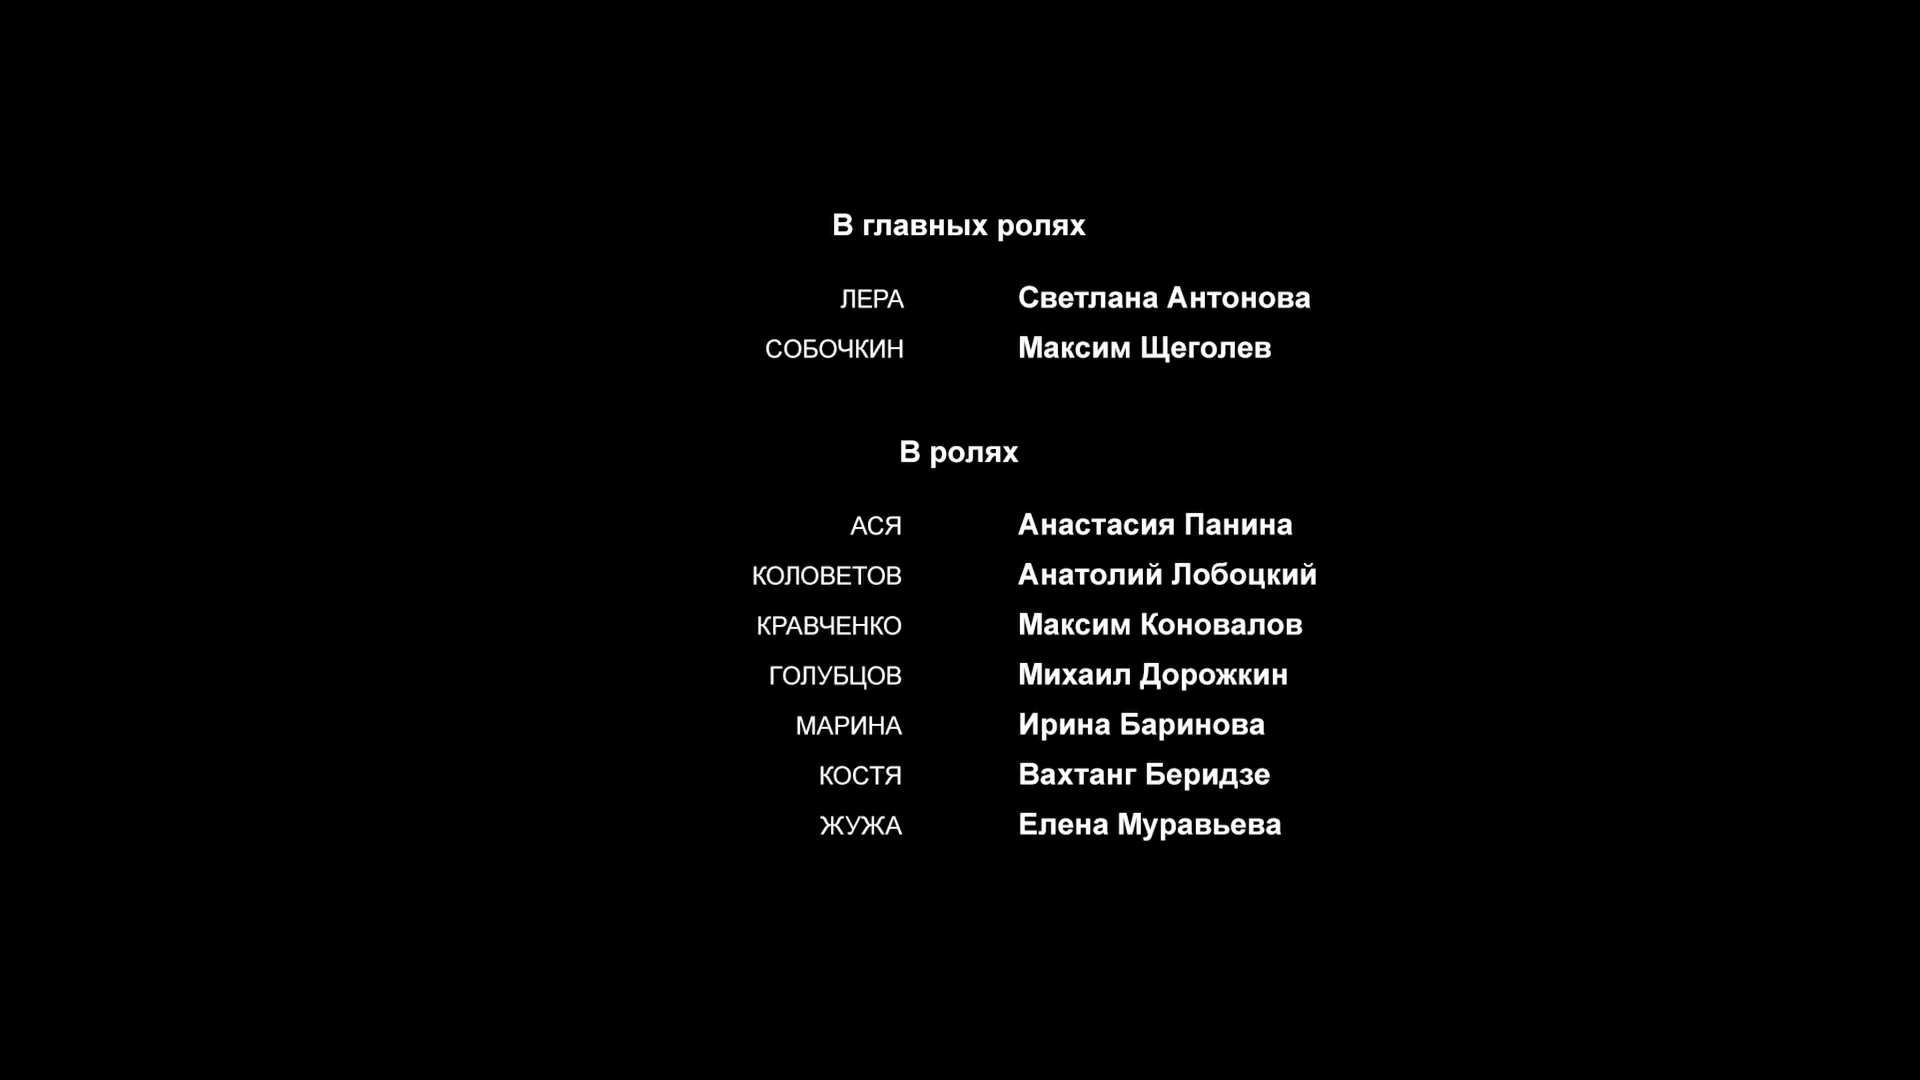 В главных ролях
ЛЕРА Светлана Антонова
СОБОЧКИН Максим Щеголев
В ролях
АСЯ Анастасия Панина
КОЛОВЕТОВ Анатолий Лобоцкий
КРАВЧЕНКО Максим Коновалов
ГОЛУБЦОВ Михаил Дорожкин
МАРИНА Ирина Баринова
КОСТЯ Вахтанг Беридзе
ЖУЖА Елена Муравьева